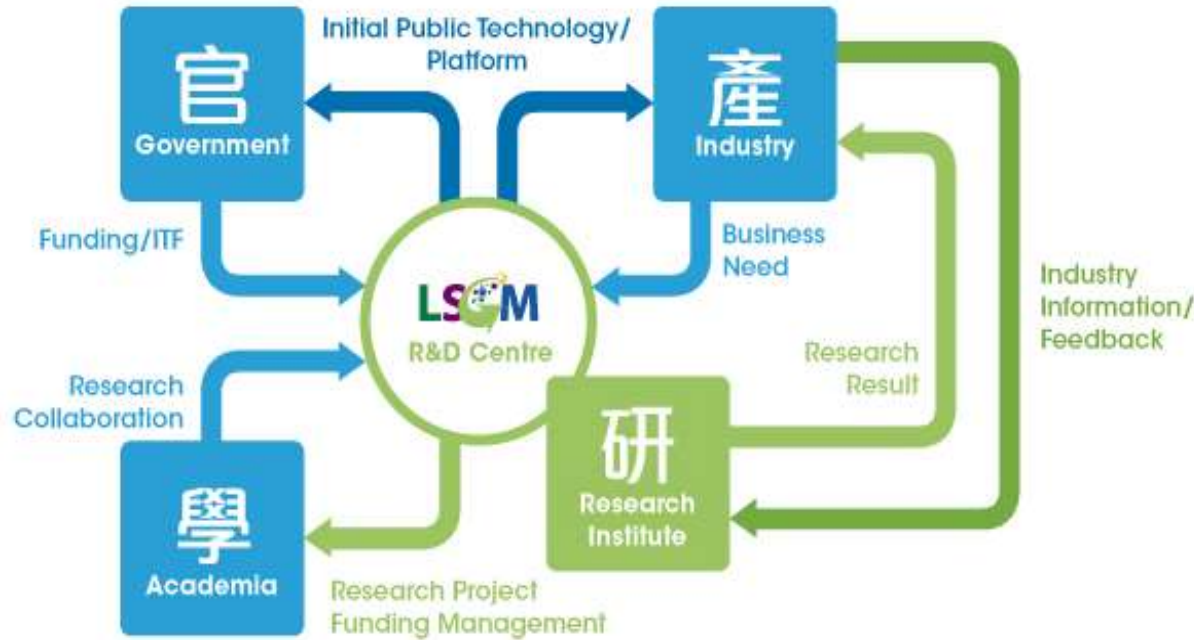 Initial Public Technology/
Platform
官
Government
產
Industry
Funding/ITF
Business
Need
LSCM
R&D Centre
Industry
Information/
Feedback
Research
Result
Research
Collaboration
研
Research
Institute
學
Academia
Research Project
Funding Management